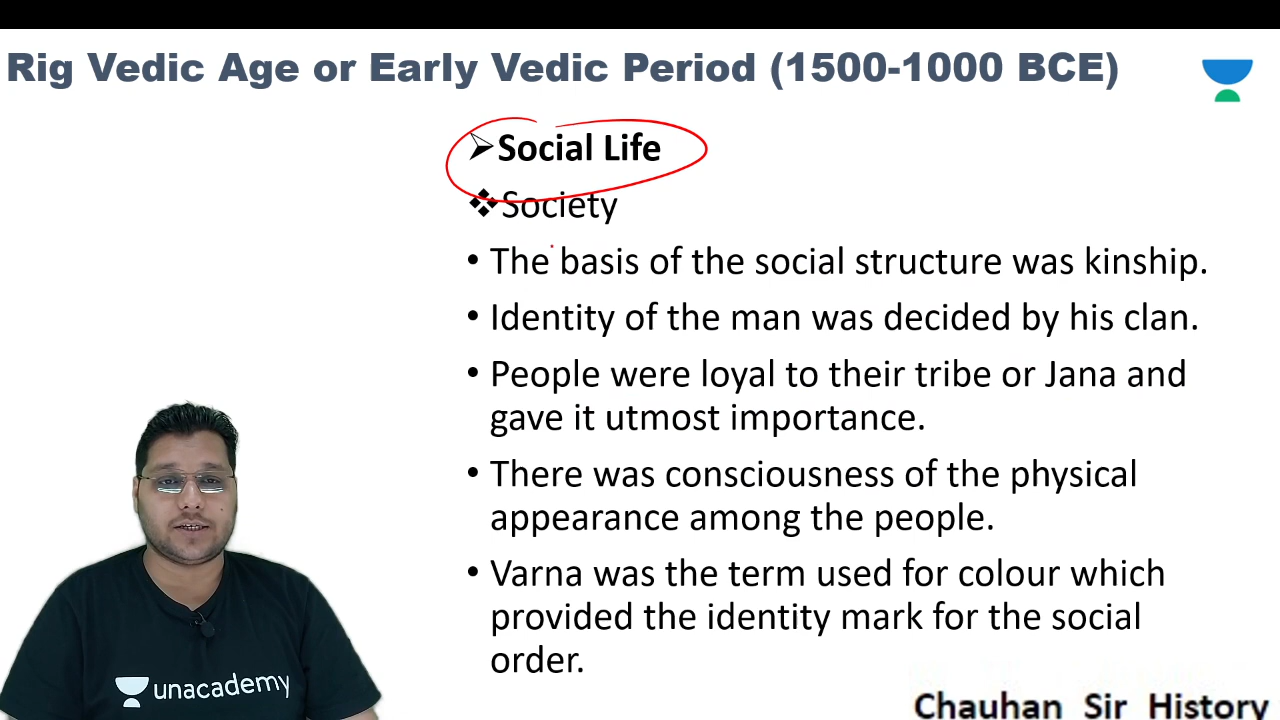 Rig Vedic Age or Early Vedic Period (1500-1000 BCE)
➢Social Life
❖Society
• The basis of the social structure was kinship.
• Identity of the man was decided by his clan.
• People were loyal to their tribe or Jana and
gave it utmost importance.
• There was consciousness of the physical
appearance among the people.
• Varna was the term used for colour which
provided the identity mark for the social
order.
unacademy
Chauhan Sir History